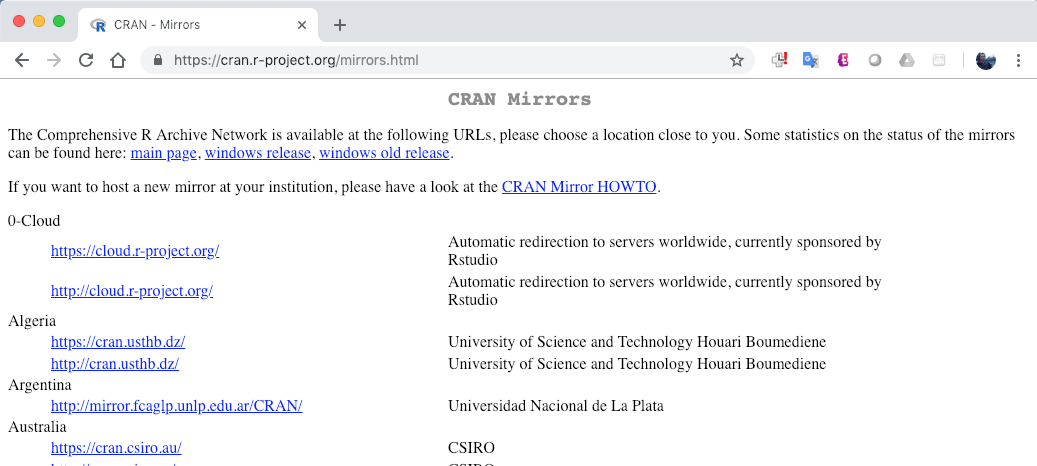 CRAN - Mirrors
https://cran.r-project.org/mirrors.html
CRAN Mirrors
The Comprehensive R Archive Network is available at the following URLs, please choose a location close to you. Some statistics on the status of the mirrors
can be found here: main page, windows release, windows old release.
If you want to host a new mirror at your institution, please have a look at the CRAN Mirror HOWTO.
0-Cloud
https://cloud.r-project.org/ Automatic redirection to servers worldwide, currently sponsored by
Rstudio
http://cloud.r-project.org/ Automatic redirection to servers worldwide, currently sponsored by
Rstudio
Algeria
https://cran.usthb.dz/ University of Science and Technology Houari Boumediene
http://cran.usthb.dz/ University of Science and Technology Houari Boumediene
Argentina
http://mirror.fcaglp.unlp.edu.ar/CRAN/ Universidad Nacional de La Plata
Australia
https://cran.csiro.au/ CSIRO